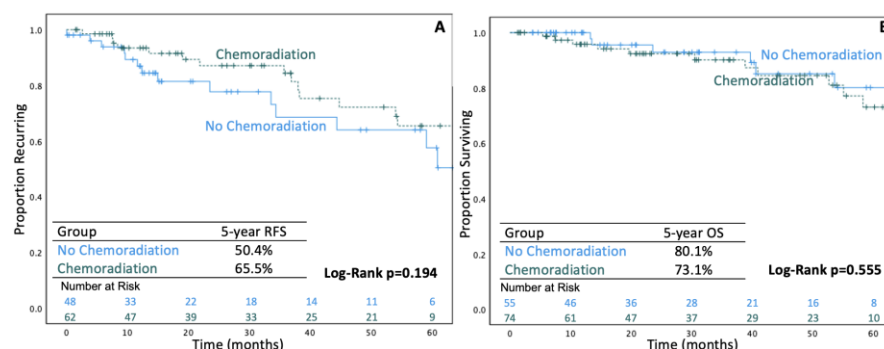 A
1.0
0.8
0.6
0.4
0.2
0.0
Proportion Recurring
Chemoradiation
No Chemoradiation
Group 5-year RFS
No Chemoradiation 50.4%
Chemoradiation 65.5%
Log-Rank p=0.194
Number at Risk
48 33 22 18 14 11 6
62 47 39 33 25 21 9
0 10 20 30 40 50 60
Time (months)
1.0
0.8
0.6
0.4
0.2
0.0
Proportion Surviving
No Chemoradiation
Chemoradiation
Group 5-year OS
No Chemoradiation 80.1%
Chemoradiation 73.1%
Log-Rank p=0.555
Number at Risk
55 46 36 28 21 16 8
74 61 47 37 29 23 10
0 10 20 30 40 50 60
Time (months)